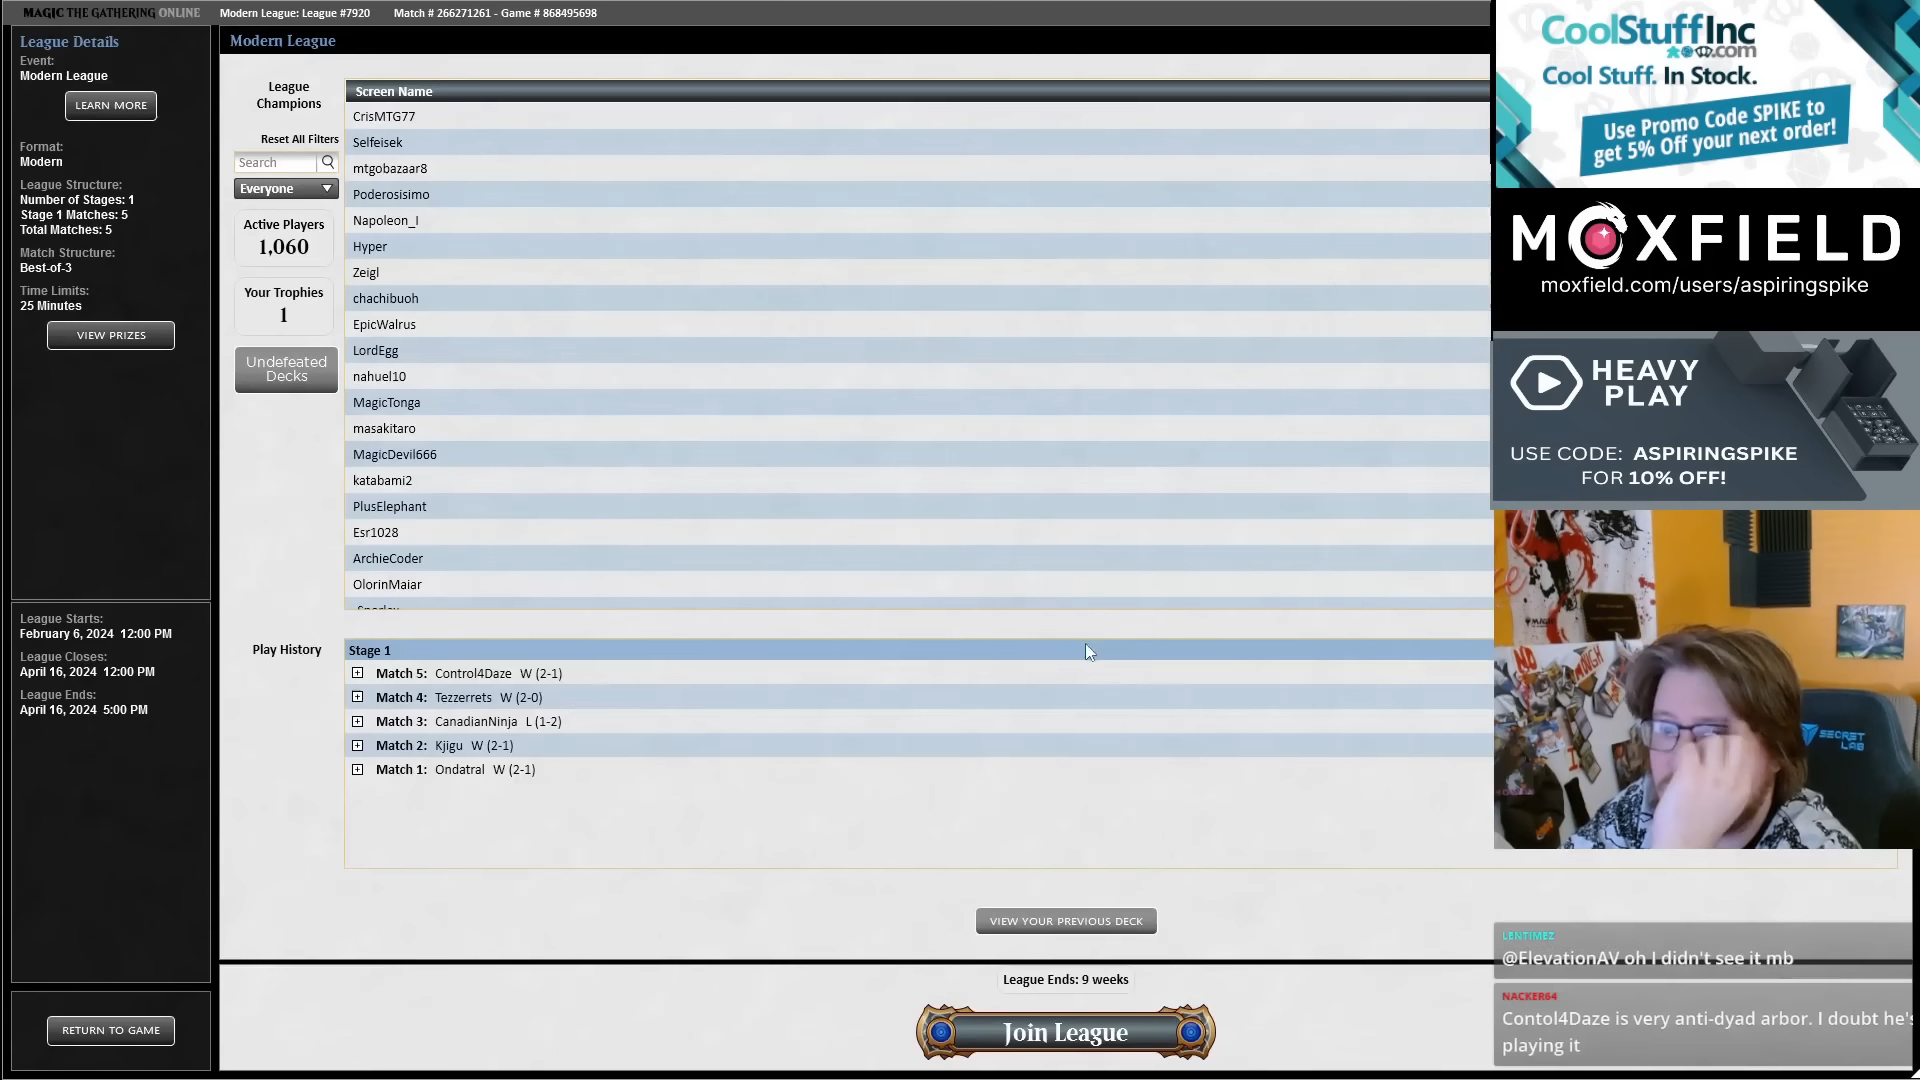 MAGIC THE GATHERING ONLINE
Modern League: League #7920
Match # 266271261 - Game # 868495698
League Details
Event:
Modern League
LEARN MORE
Format:
Modern
League Structure:
Number of Stages: 1
Stage 1 Matches: 5
Total Matches: 5
Match Structure:
Best-of-3
Time Limits:
25 Minutes
VIEW PRIZES
League Starts:
February 6, 2024 12:00 PM
League Closes:
April 16, 2024 12:00 PM
League Ends:
April 16, 2024 5:00 PM
RETURN TO GAME
Modern League
League
Champions
Reset All Filters
Search
Everyone
Active Players
1,060
Your Trophies
1
Undefeated
Decks
Screen Name
CrisMTG77
Selfeisek
mtgobazaar8
Poderosisimo
Napoleon_I
Hyper
Zeigl
chachibuoh
EpicWalrus
LordEgg
nahuel10
MagicTonga
masakitaro
MagicDevil666
katabami2
PlusElephant
Esr1028
ArchieCoder
OlorinMaiar
Play History
Stage 1
Match 5: Control4Daze W (2-1)
Match 4: Tezzerrets W (2-0)
Match 3: CanadianNinja L (1-2)
Match 2: Kjigu W (2-1)
Match 1: Ondatral W (2-1)
VIEW YOUR PREVIOUS DECK
League Ends: 9 weeks
Join League
CoolStuffInc
.com
Cool Stuff. In Stock.
Use Promo Code SPIKE to
get 5% Off your next order!
MOXFIELD
moxfield.com/users/aspiringspike
HEAVY
PLAY
USE CODE: ASPIRINGSPIKE
FOR 10% OFF!
SECRET
LAB
LENTIMEZ
@ElevationAV oh I didn't see it mb
NACKER64
Contol4Daze is very anti-dyad arbor. I doubt he's
playing it